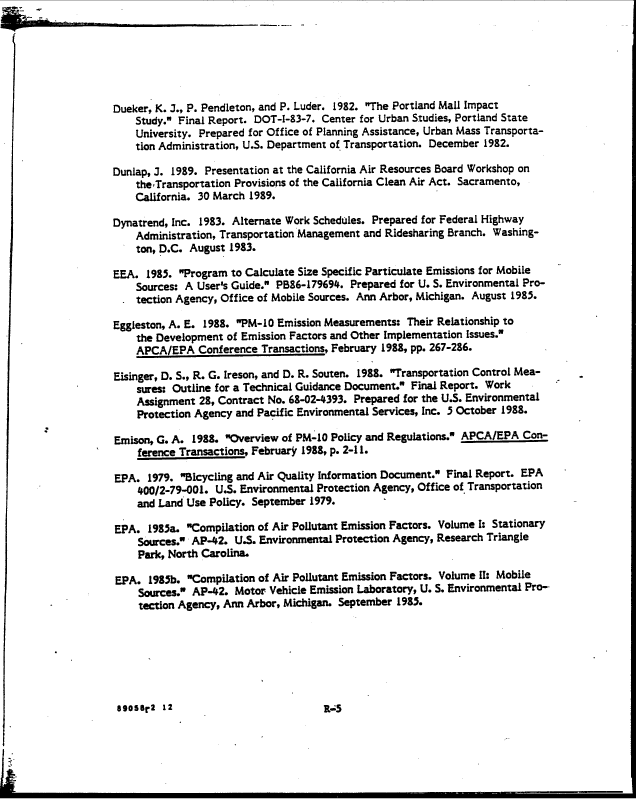 Dueker, K. J., P. Pendleton, and P. Luder. 1982. "The Portland Mall Impact
Study." Final Report. DOT-I-83-7. Center for Urban Studies, Portland State
University. Prepared for Office of Planning Assistance, Urban Mass Transporta-
tion Administration, U.S. Department of Transportation. December 1982.
Dunlap, J. 1989. Presentation at the California Air Resources Board Workshop on
the Transportation Provisions of the California Clean Air Act. Sacramento,
California. 30 March 1989.
Dynatrend, Inc. 1983. Alternate Work Schedules. Prepared for Federal Highway
Administration, Transportation Management and Ridesharing Branch. Washing-
ton, D.C. August 1983.
EEA. 1985. "Program to Calculate Size Specific Particulate Emissions for Mobile
Sources: A User's Guide." PB86-179694. Prepared for U. S. Environmental Pro-
tection Agency, Office of Mobile Sources. Ann Arbor, Michigan. August 1985.
Eggleston, A. E. 1988. "PM-10 Emission Measurements: Their Relationship to
the Development of Emission Factors and Other Implementation Issues."
APCA/EPA Conference Transactions, February 1988, pp. 267-286.
Eisinger, D. S., R. G. Ireson, and D. R. Souten. 1988. "Transportation Control Mea-
sures: Outline for a Technical Guidance Document." Final Report. Work
Assignment 28, Contract No. 68-02-4393. Prepared for the U.S. Environmental
Protection Agency and Pacific Environmental Services, Inc. 5 October 1988.
Emison, G. A. 1988. "Overview of PM-10 Policy and Regulations." APCA/EPA Con-
ference Transactions, February 1988, p. 2-11.
EPA. 1979. "Bicycling and Air Quality Information Document." Final Report. EPA
400/2-79-001. U.S. Environmental Protection Agency, Office of Transportation
and Land Use Policy. September 1979.
EPA. 1985a. "Compilation of Air Pollutant Emission Factors. Volume I: Stationary
Sources." AP-42. U.S. Environmental Protection Agency, Research Triangle
Park, North Carolina.
EPA. 1985b. "Compilation of Air Pollutant Emission Factors. Volume II: Mobile
Sources." AP-42. Motor Vehicle Emission Laboratory, U. S. Environmental Pro-
tection Agency, Ann Arbor, Michigan. September 1985.
89058r2 12
R-5